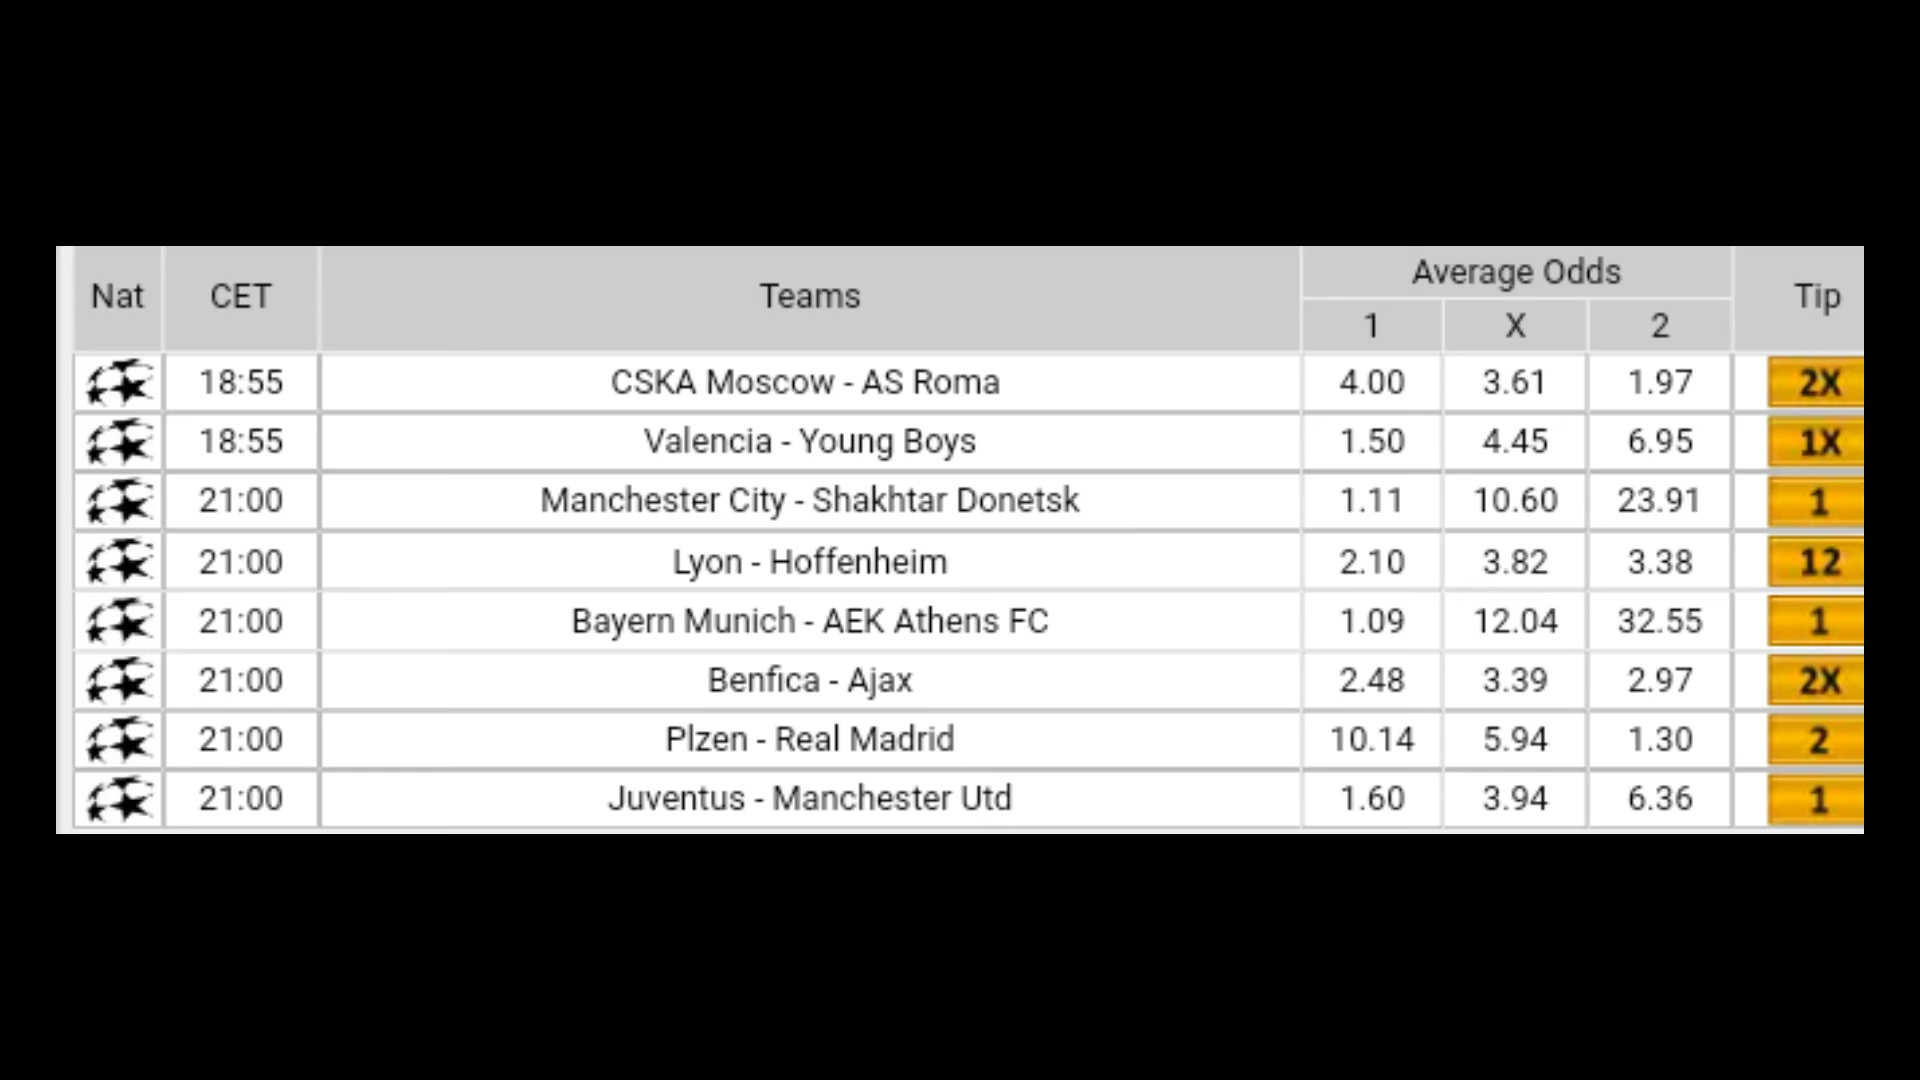 Nat CET Teams Average Odds Tip
1 X 2
18:55 CSKA Moscow - AS Roma 4.00 3.61 1.97 2X
18:55 Valencia - Young Boys 1.50 4.45 6.95 1X
21:00 Manchester City - Shakhtar Donetsk 1.11 10.60 23.91 1
21:00 Lyon - Hoffenheim 2.10 3.82 3.38 12
21:00 Bayern Munich - AEK Athens FC 1.09 12.04 32.55 1
21:00 Benfica - Ajax 2.48 3.39 2.97 2X
21:00 Plzen - Real Madrid 10.14 5.94 1.30 2
21:00 Juventus - Manchester Utd 1.60 3.94 6.36 1